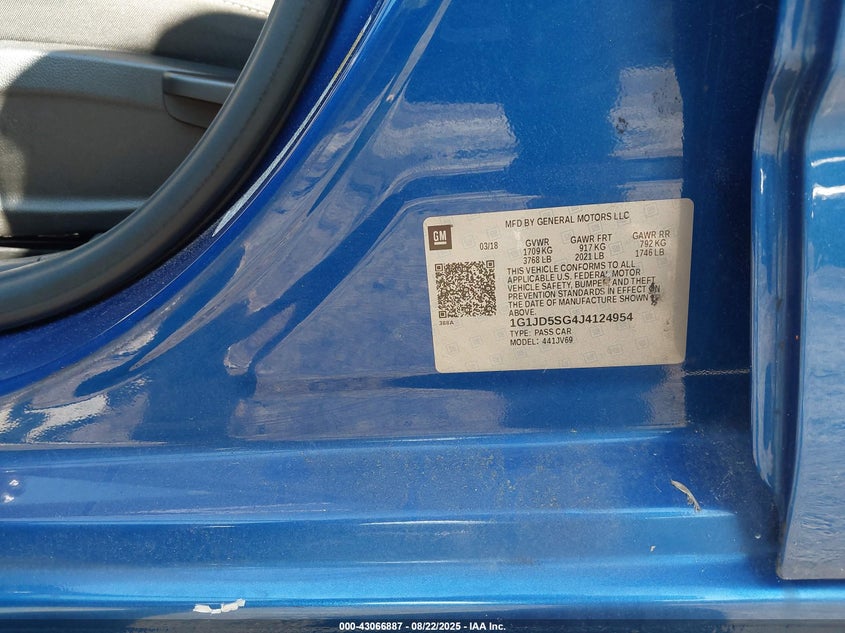 MFD BY GENERAL MOTORS LLC
GM
03/18 GVWR GAWR FRT GAWR RR
1709 KG 917 KG 792 KG
3768 LB 2021 LB 1746 LB
THIS VEHICLE CONFORMS TO ALL
APPLICABLE U.S. FEDERAL MOTOR
VEHICLE SAFETY, BUMPER AND THEFT
PREVENTION STANDARDS IN EFFECT ON
THE DATE OF MANUFACTURE SHOWN
ABOVE.
388A
1G1JD5SG4J4124954
TYPE: PASS CAR
MODEL: 441JV69
000-43066887 - 08/22/2025 - IAA Inc.